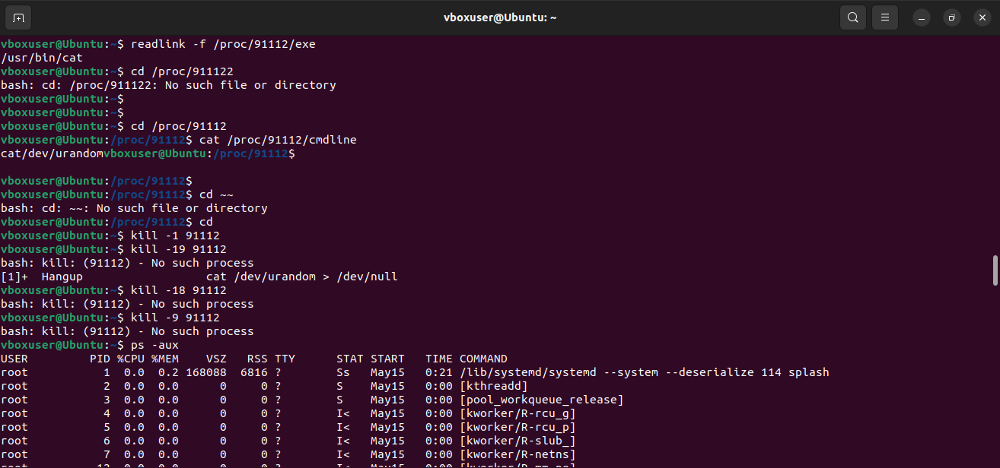 vboxuser@Ubuntu: ~
vboxuser@Ubuntu:~$ readlink -f /proc/91112/exe
/usr/bin/cat
vboxuser@Ubuntu:~$ cd /proc/911122
bash: cd: /proc/911122: No such file or directory
vboxuser@Ubuntu:~$
vboxuser@Ubuntu:~$
vboxuser@Ubuntu:~$ cd /proc/91112
vboxuser@Ubuntu:/proc/91112$ cat /proc/91112/cmdline
cat/dev/urandomvboxuser@Ubuntu:/proc/91112$
vboxuser@Ubuntu:/proc/91112$
vboxuser@Ubuntu:/proc/91112$ cd ~~
bash: cd: ~~: No such file or directory
vboxuser@Ubuntu:/proc/91112$ cd
vboxuser@Ubuntu:~$ kill -1 91112
vboxuser@Ubuntu:~$ kill -19 91112
bash: kill: (91112) - No such process
[1]+  Hangup                  cat /dev/urandom > /dev/null
vboxuser@Ubuntu:~$ kill -18 91112
bash: kill: (91112) - No such process
vboxuser@Ubuntu:~$ kill -9 91112
bash: kill: (91112) - No such process
vboxuser@Ubuntu:~$ ps -aux
USER         PID %CPU %MEM    VSZ   RSS TTY      STAT START   TIME COMMAND
root           1  0.0  0.2 168088  6816 ?        Ss   May15   0:21 /lib/systemd/systemd --system --deserialize 114 splash
root           2  0.0  0.0      0     0 ?        S    May15   0:00 [kthreadd]
root           3  0.0  0.0      0     0 ?        S    May15   0:00 [pool_workqueue_release]
root           4  0.0  0.0      0     0 ?        I<   May15   0:00 [kworker/R-rcu_g]
root           5  0.0  0.0      0     0 ?        I<   May15   0:00 [kworker/R-rcu_p]
root           6  0.0  0.0      0     0 ?        I<   May15   0:00 [kworker/R-slub_]
root           7  0.0  0.0      0     0 ?        I<   May15   0:00 [kworker/R-netns]